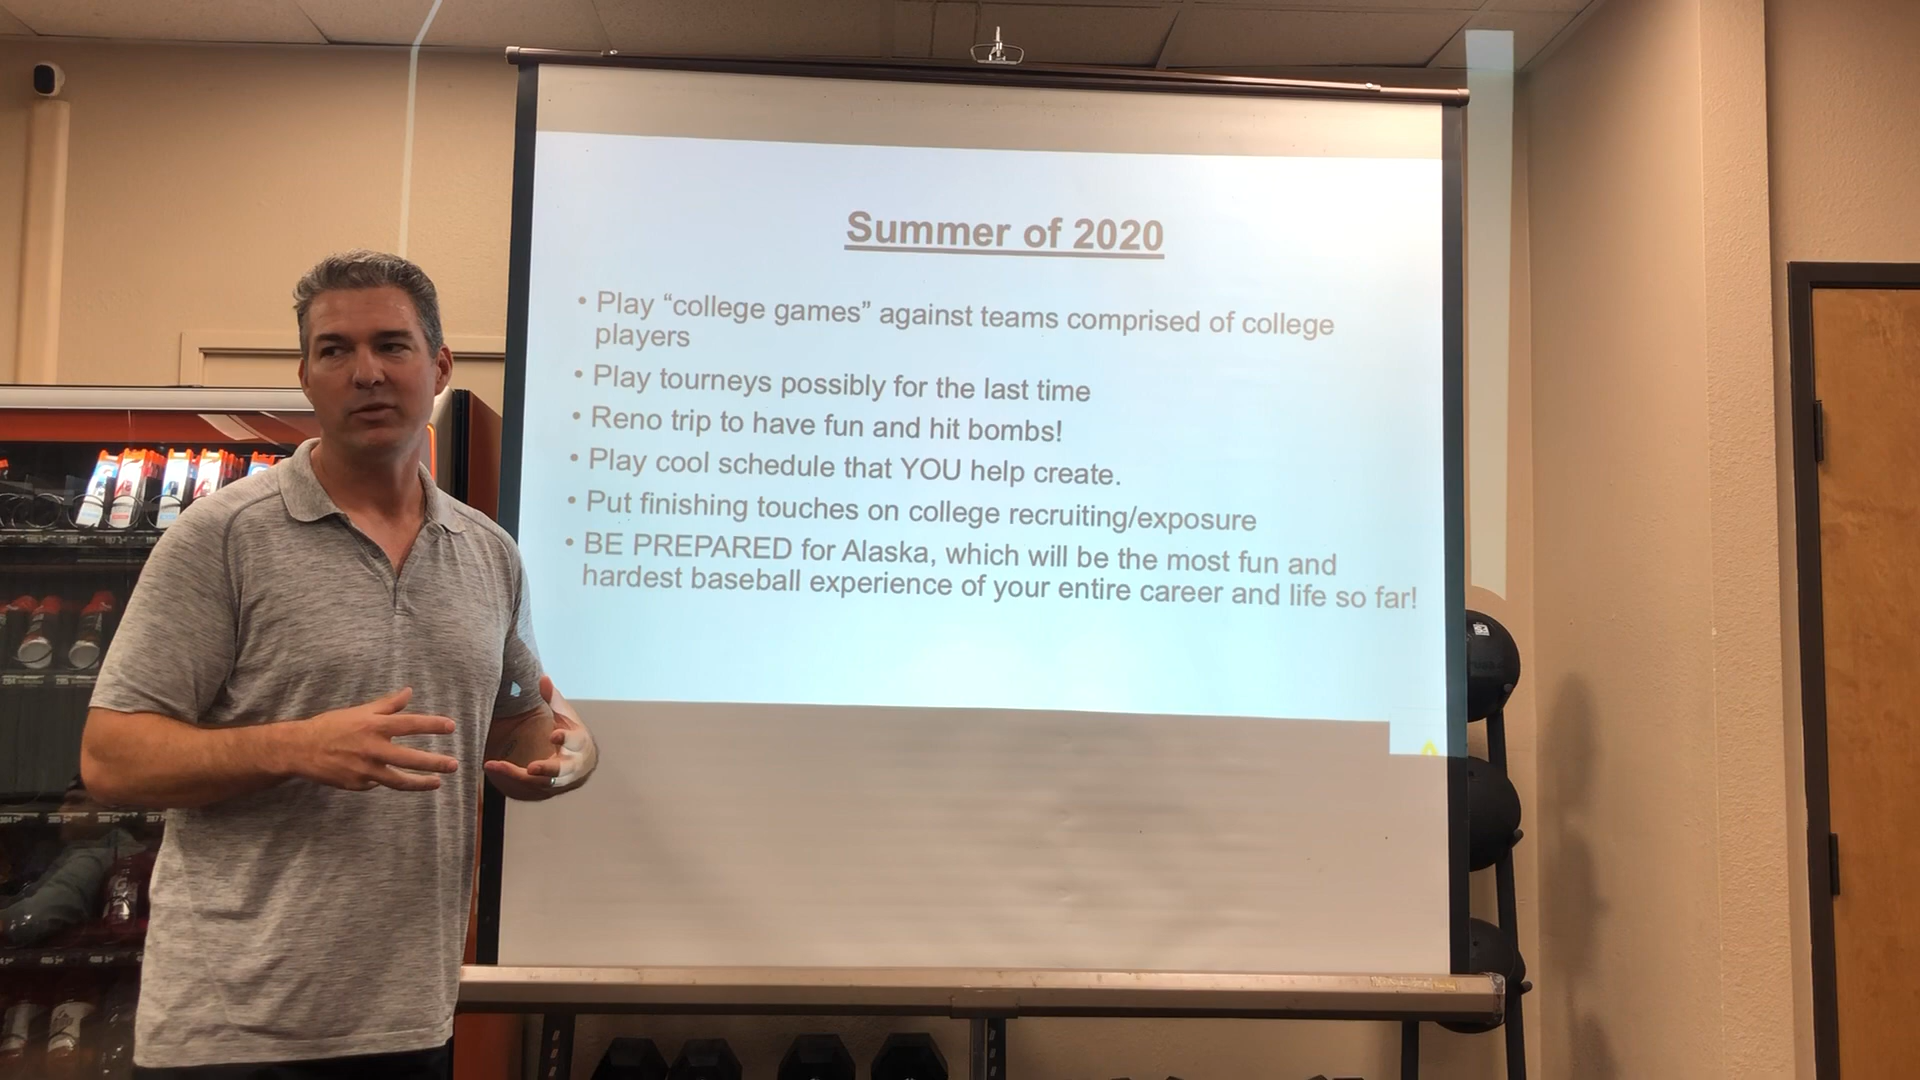 Summer of 2020
• Play “college games” against teams comprised of college
players
• Play tourneys possibly for the last time
• Reno trip to have fun and hit bombs!
• Play cool schedule that YOU help create.
• Put finishing touches on college recruiting/exposure
• BE PREPARED for Alaska, which will be the most fun and
hardest baseball experience of your entire career and life so far!